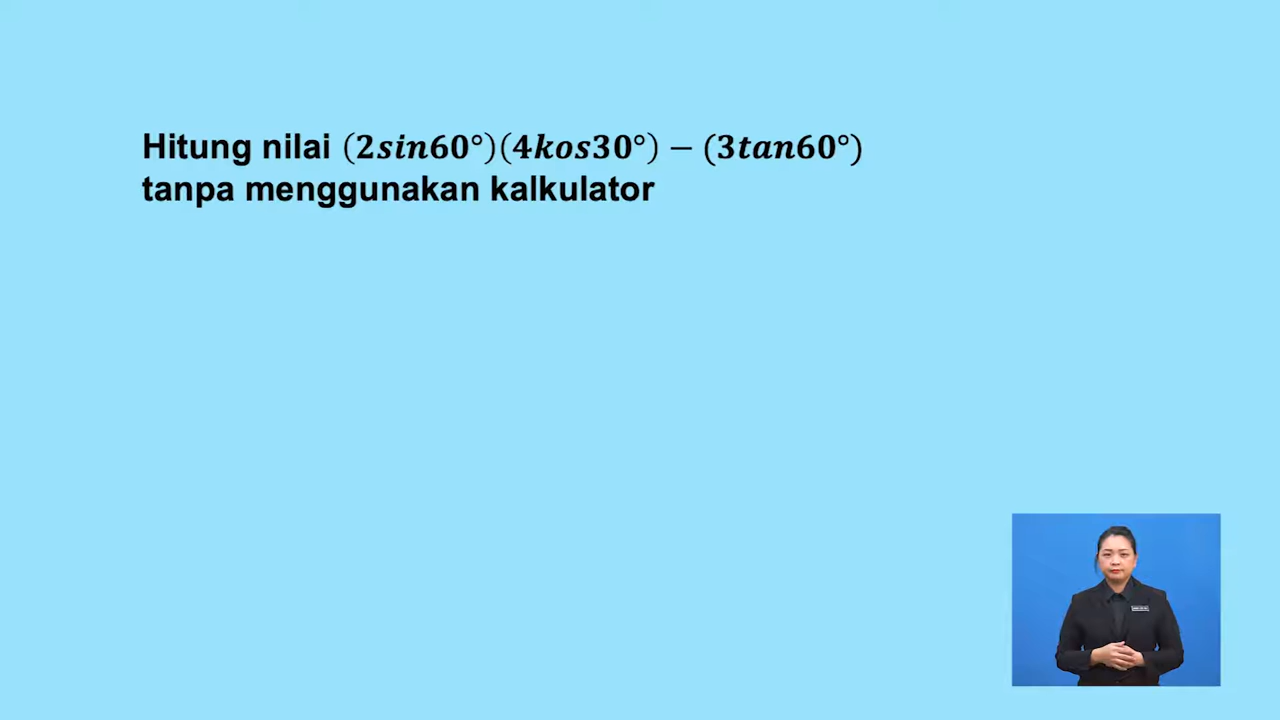 Hitung nilai (2sin60°)(4kos30°) − (3tan60°)
tanpa menggunakan kalkulator